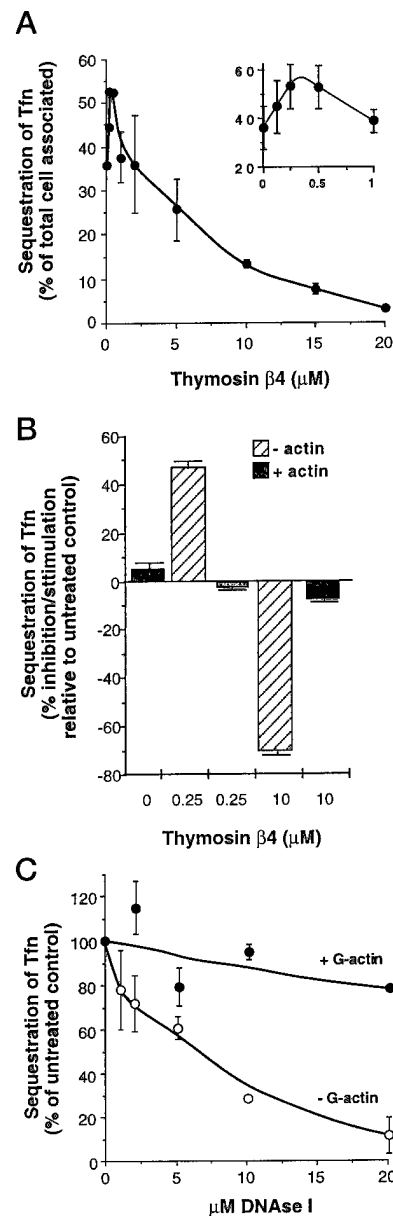 A
Sequestration of Tfn
(% of total cell associated)
60
50
40
30
20
10
0
0
5
10
15
20
Thymosin β4 (μM)
60
40
20
0
0.5
1
B
Sequestration of Tfn
(% inhibition/stimulation
relative to untreated control)
60
40
20
0
-20
-40
-60
-80
- actin
+ actin
0
0.25
0.25
10
10
Thymosin β4 (μM)
C
Sequestration of Tfn
(% of untreated control)
120
100
80
60
40
20
0
+ G-actin
- G-actin
0
5
10
15
20
μM DNAse I